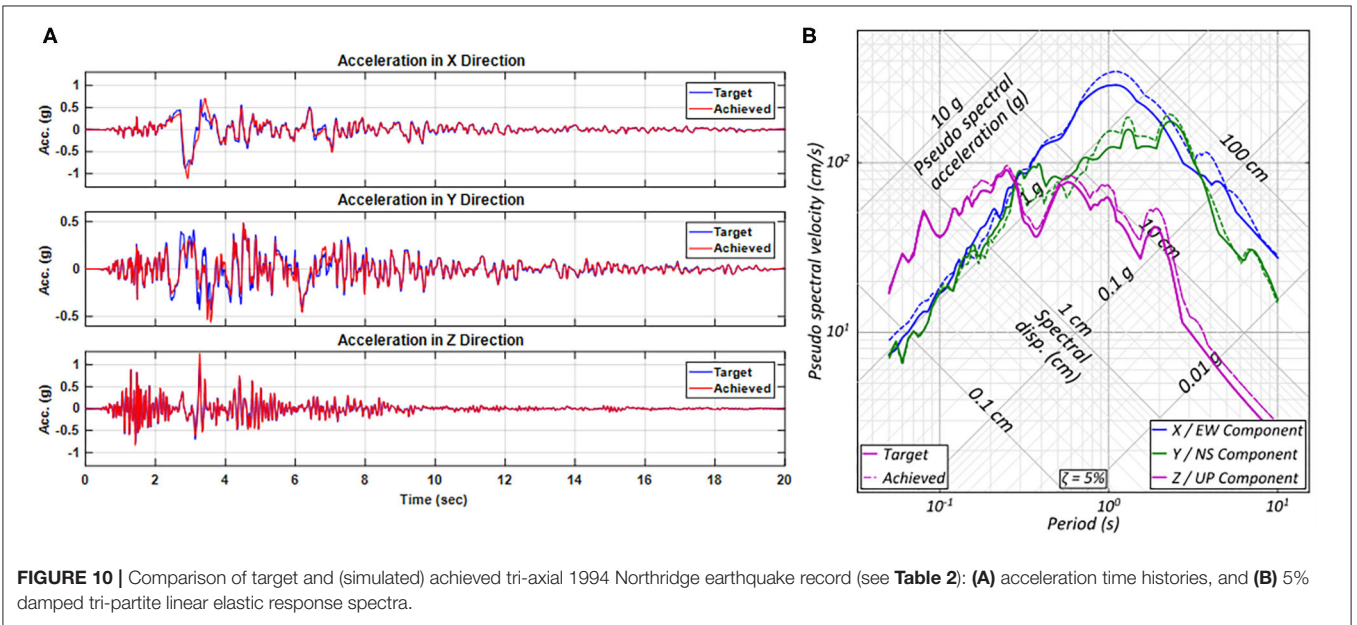 A
Acceleration in X Direction
1
0.5
0
-0.5
-1
Acc. (g)
Target
Achieved
Acceleration in Y Direction
0.5
0
-0.5
Acc. (g)
Target
Achieved
Acceleration in Z Direction
1
0.5
0
-0.5
-1
Acc. (g)
Target
Achieved
0 2 4 6 8 10 12 14 16 18 20
Time (sec)
B
Pseudo spectral velocity (cm/s)
10²
10¹
10 g
Pseudo spectral
acceleration (g)
100 cm
1 g
10 cm
0.1 g
1 cm
Spectral
disp. (cm)
0.01 g
0.1 cm
Target
Achieved
ζ = 5%
X / EW Component
Y / NS Component
Z / UP Component
10⁻¹ 10⁰ 10¹
Period (s)
FIGURE 10 | Comparison of target and (simulated) achieved tri-axial 1994 Northridge earthquake record (see Table 2): (A) acceleration time histories, and (B) 5%
damped tri-partite linear elastic response spectra.